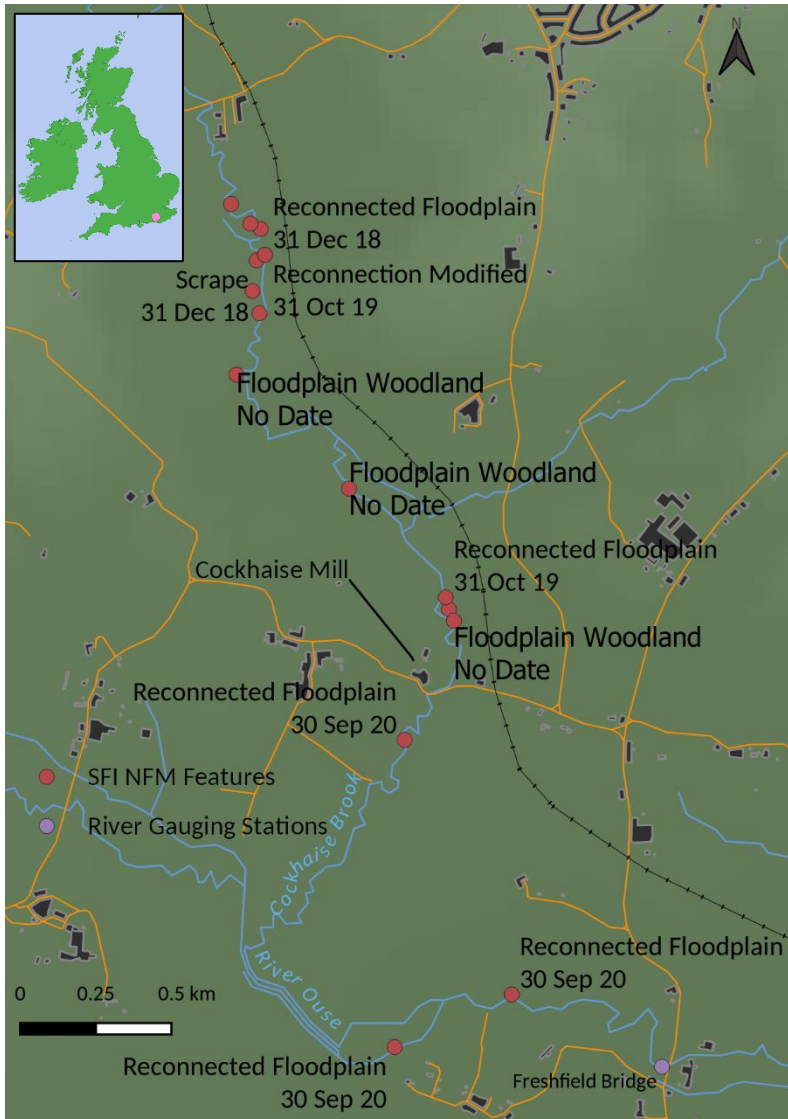 N
Reconnected Floodplain
31 Dec 18
Scrape
31 Dec 18
Reconnection Modified
31 Oct 19
Floodplain Woodland
No Date
Floodplain Woodland
No Date
Reconnected Floodplain
31 Oct 19
Cockhaise Mill
Floodplain Woodland
No Date
Reconnected Floodplain
30 Sep 20
SFI NFM Features
River Gauging Stations
Cockhaise Brook
River Ouse
Reconnected Floodplain
30 Sep 20
0 0.25 0.5 km
Reconnected Floodplain
30 Sep 20
Freshfield Bridge